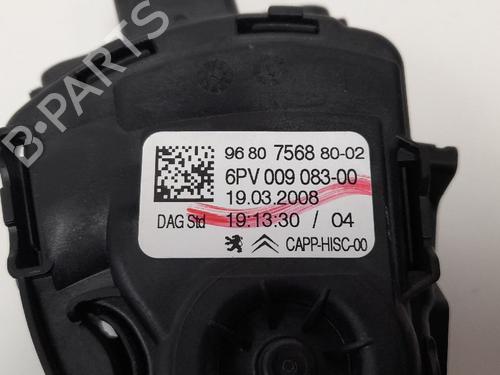 B-PARTS
96 80 7568 80-02
6PV 009 083-00
19.03.2008
DAG Std 19:13:30 / 04
CAPP-HISC-00